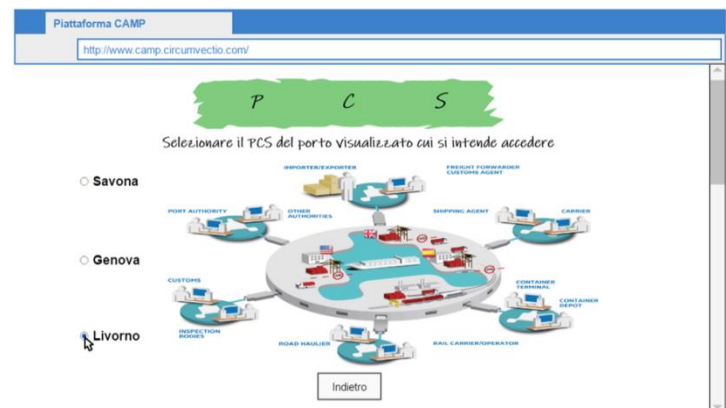 Piattaforma CAMP
http://www.camp.circumvectio.com/
P C S
Selezionare il PCS del porto visualizzato cui si intende accedere
IMPORTER/EXPORTER
FREIGHT FORWARDER
CUSTOMS AGENT
Savona
PORT AUTHORITY
OTHER
AUTHORITIES
SHIPPING AGENT
CARRIER
Genova
CUSTOMS
CONTAINER
TERMINAL
CONTAINER
DEPOT
Livorno
INSPECTION
BODIES
ROAD HAULIER
RAIL CARRIER/OPERATOR
Indietro